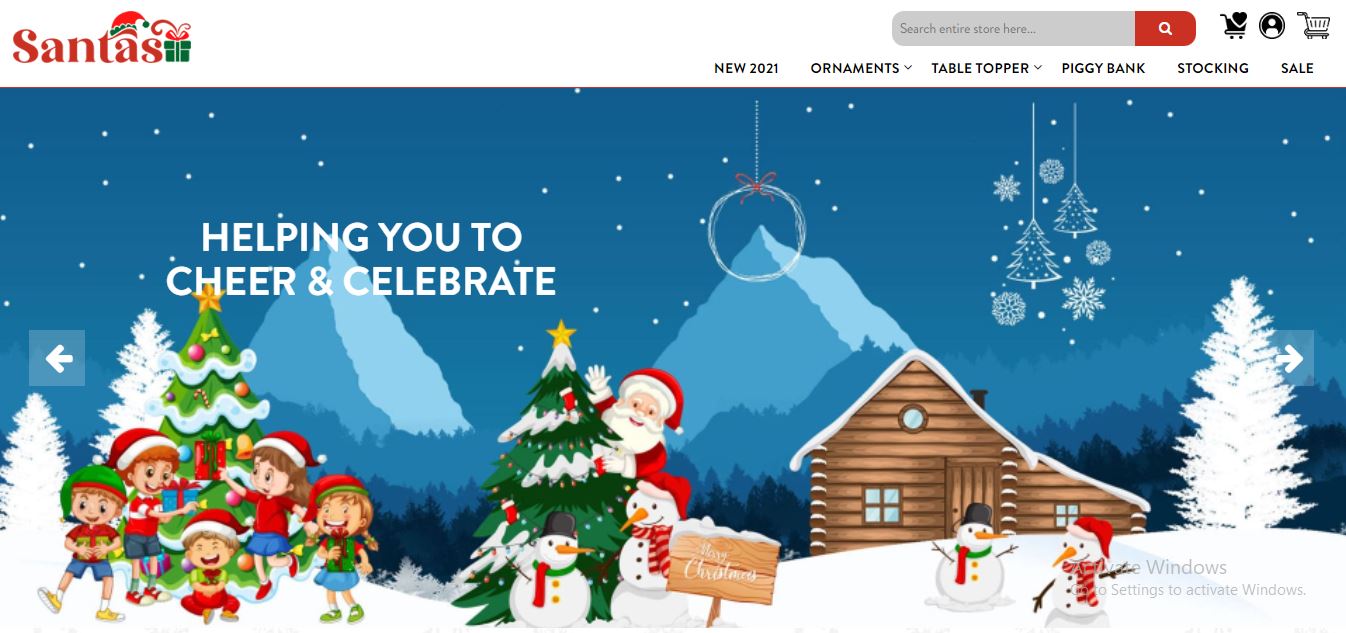 Santas
Search entire store here...
NEW 2021
ORNAMENTS
TABLE TOPPER
PIGGY BANK
STOCKING
SALE
HELPING YOU TO
CHEER & CELEBRATE
Merry
Christmas
Activate Windows
Go to Settings to activate Windows.